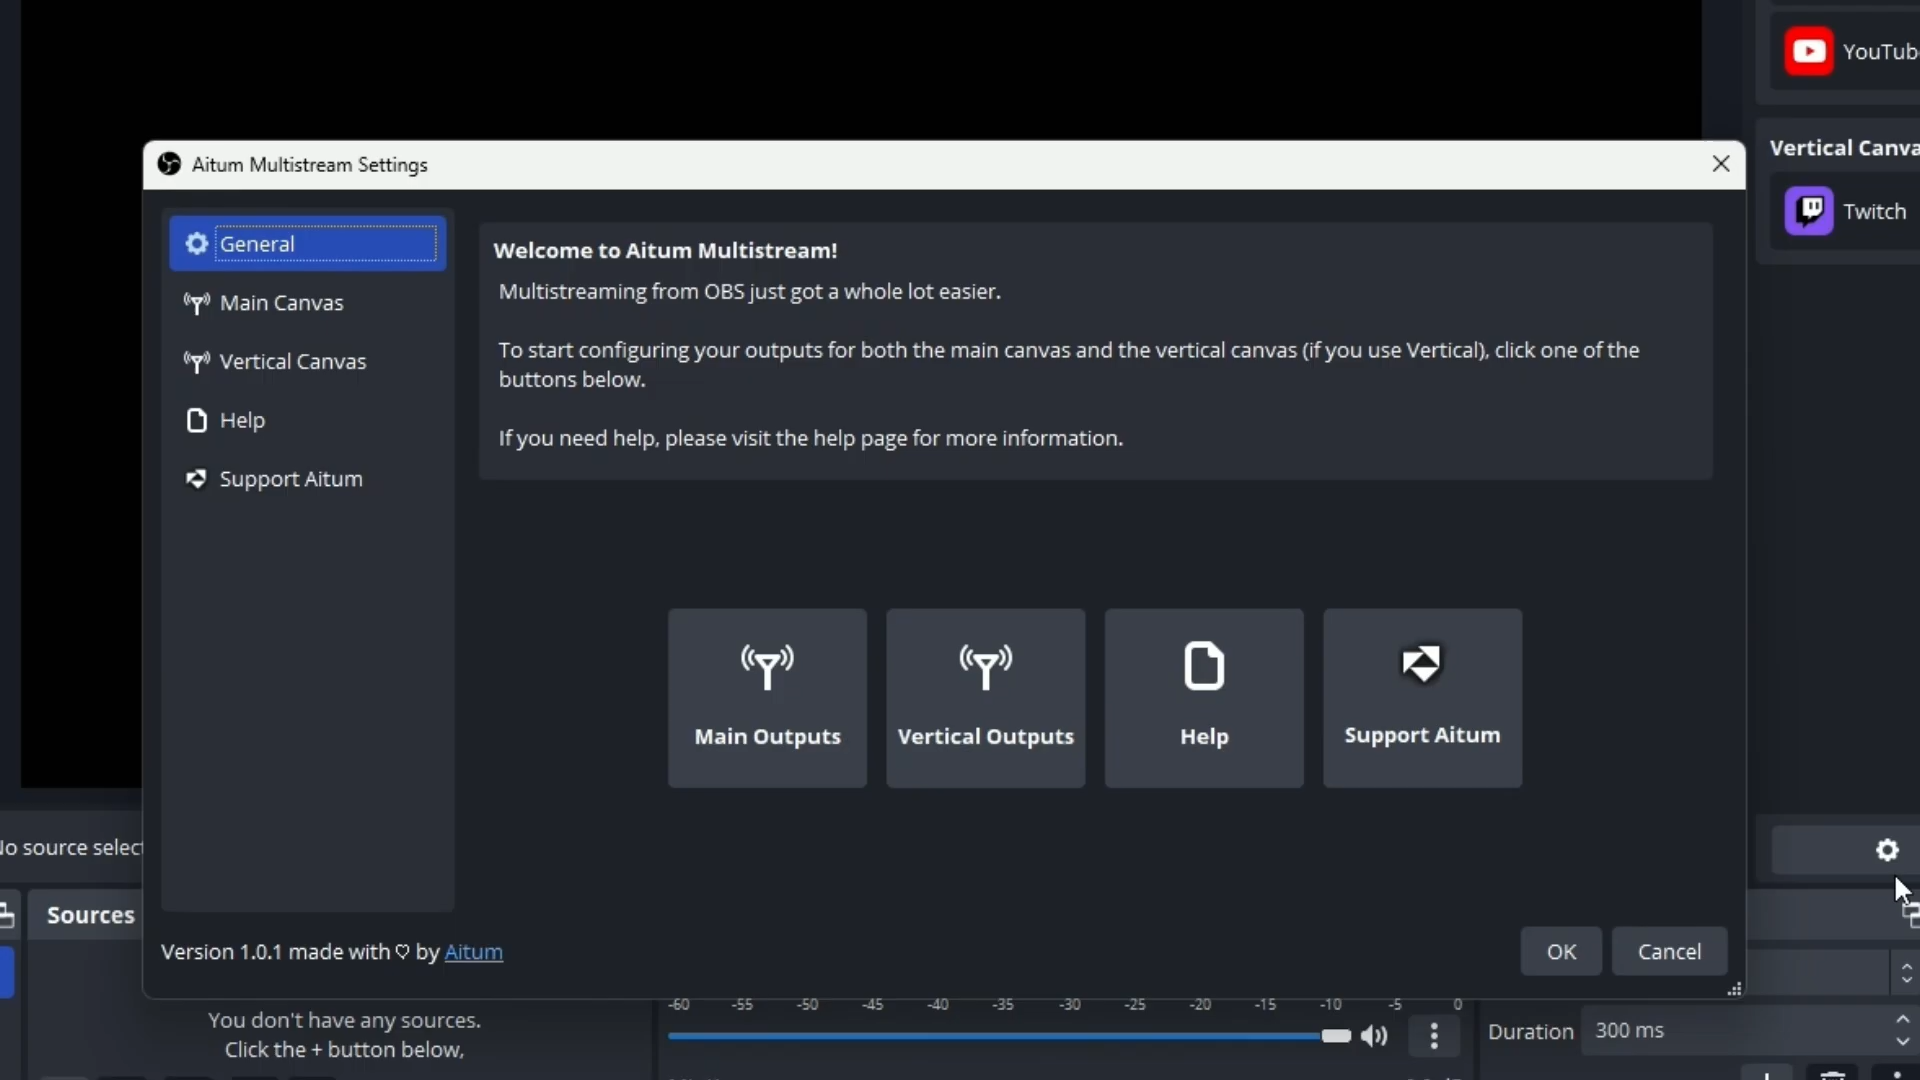 YouTub
Vertical Canva
Twitch
Aitum Multistream Settings
General
Main Canvas
Vertical Canvas
Help
Support Aitum
Welcome to Aitum Multistream!
Multistreaming from OBS just got a whole lot easier.
To start configuring your outputs for both the main canvas and the vertical canvas (if you use Vertical), click one of the
buttons below.
If you need help, please visit the help page for more information.
Main Outputs
Vertical Outputs
Help
Support Aitum
Version 1.0.1 made with ♡ by Aitum
OK
Cancel
No source select
Sources
You don't have any sources.
Click the + button below,
-60 -55 -50 -45 -40 -35 -30 -25 -20 -15 -10 -5 0
Duration 300 ms